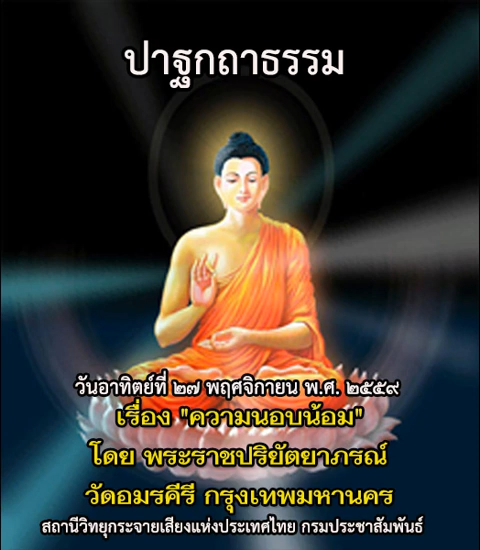 ปาฐกถาธรรม
วันอาทิตย์ที่ ๒๗ พฤศจิกายน พ.ศ. ๒๕๕๙
เรื่อง "ความนอบน้อม"
โดย พระราชปริยัตยาภรณ์
วัดอมรคีรี กรุงเทพมหานคร
สถานีวิทยุกระจายเสียงแห่งประเทศไทย กรมประชาสัมพันธ์